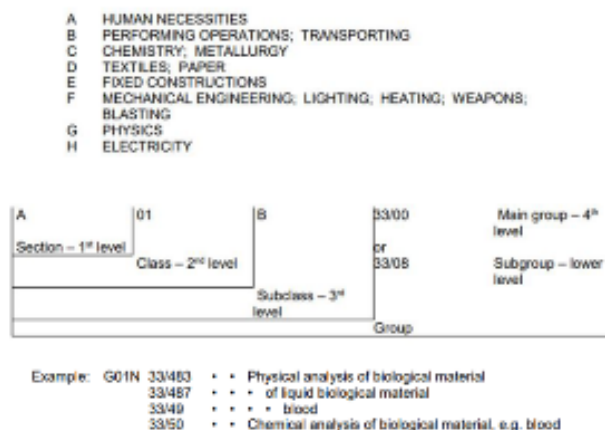 A HUMAN NECESSITIES
B PERFORMING OPERATIONS; TRANSPORTING
C CHEMISTRY; METALLURGY
D TEXTILES; PAPER
E FIXED CONSTRUCTIONS
F MECHANICAL ENGINEERING; LIGHTING; HEATING; WEAPONS;
BLASTING
G PHYSICS
H ELECTRICITY
A 01 B 33/00 Main group – 4th
level
Section – 1st level or
Class – 2nd level 33/08 Subgroup – lower
level
Subclass – 3rd
level
Group
Example: G01N 33/483 • • Physical analysis of biological material
33/487 • • • of liquid biological material
33/49 • • • • blood
33/50 • • Chemical analysis of biological material, e.g. blood